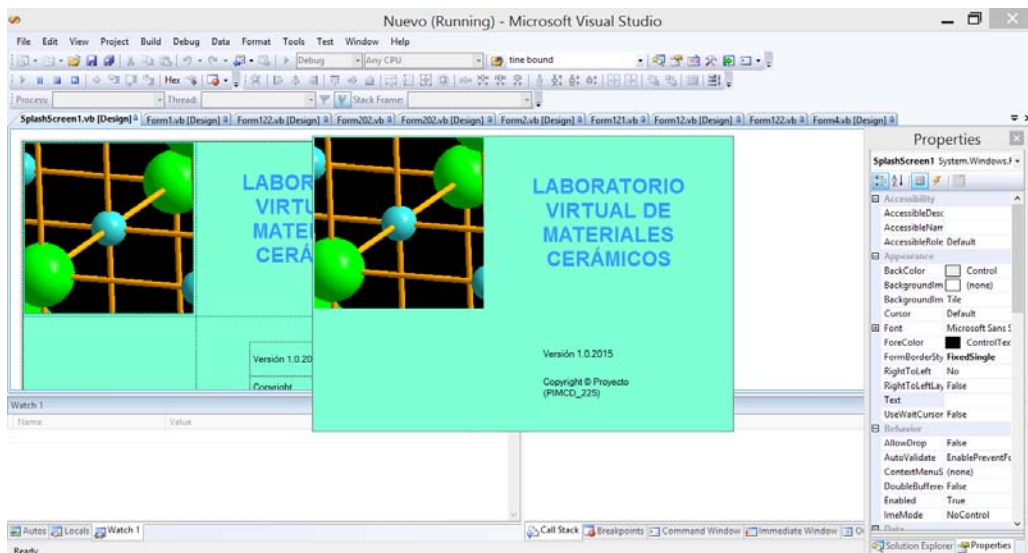 Nuevo (Running) - Microsoft Visual Studio
File Edit View Project Build Debug Data Format Tools Test Window Help
Debug Any CPU tine bound
Hex
Process: Thread: Stack Frame:
SplashScreen1.vb [Design] Form1.vb [Design] Form122.vb [Design] Form202.vb Form202.vb [Design] Form2.vb [Design] Form121.vb Form12.vb [Design] Form122.vb Form4.vb [Design]
LABOR
VIRTU
MATE
CERÁ
Versión 1.0.20
Copyright
LABORATORIO
VIRTUAL DE
MATERIALES
CERÁMICOS
Versión 1.0.2015
Copyright © Proyecto
(PIMCD_225)
Properties
SplashScreen1 System.Windows.F
Accessibility
AccessibleDesc
AccessibleNam
AccessibleRole Default
Appearance
BackColor Control
BackgroundIm (none)
BackgroundIm Tile
Cursor Default
Font Microsoft Sans S
ForeColor ControlTex
FormBorderSty FixedSingle
RightToLeft No
RightToLeftLay False
Text
UseWaitCursor False
Behavior
AllowDrop False
AutoValidate EnablePreventFo
ContextMenuS (none)
DoubleBuffere False
Enabled True
ImeMode NoControl
Data
Solution Explorer Properties
Watch 1
Name Value
Autos Locals Watch 1
Call Stack Breakpoints Command Window Immediate Window
Ready